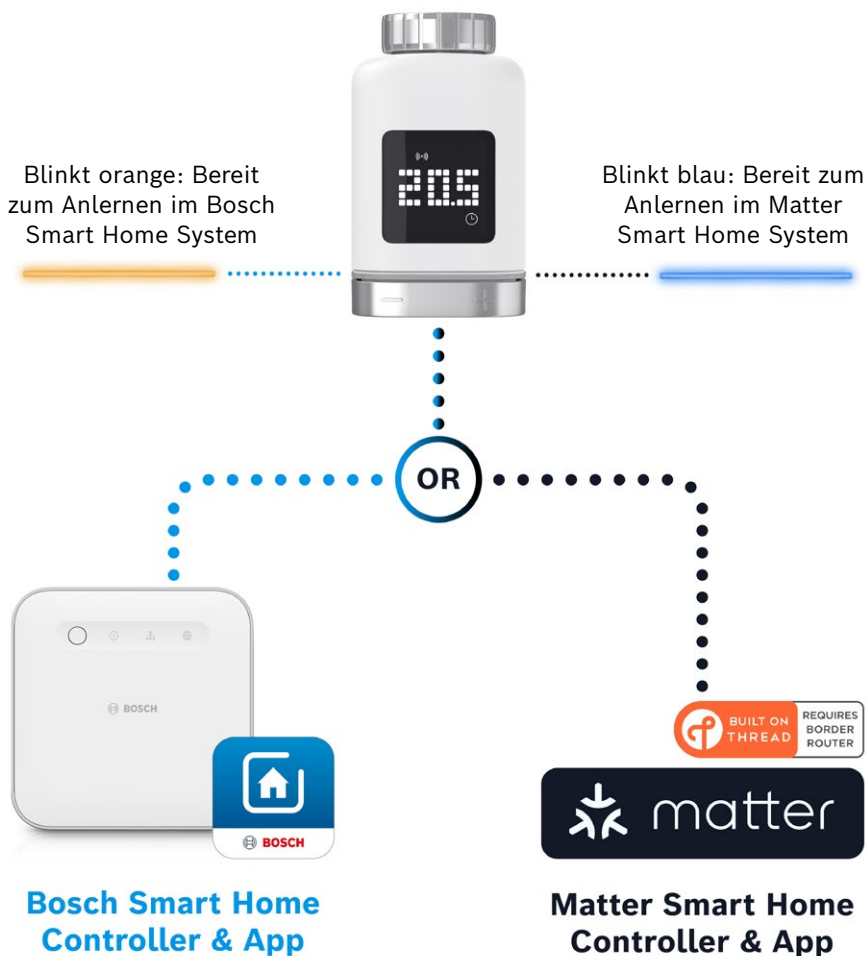 20.5
Blinkt orange: Bereit
zum Anlernen im Bosch
Smart Home System
Blinkt blau: Bereit zum
Anlernen im Matter
Smart Home System
OR
BOSCH
BOSCH
BUILT ON
THREAD
REQUIRES
BORDER
ROUTER
matter
Bosch Smart Home
Controller & App
Matter Smart Home
Controller & App